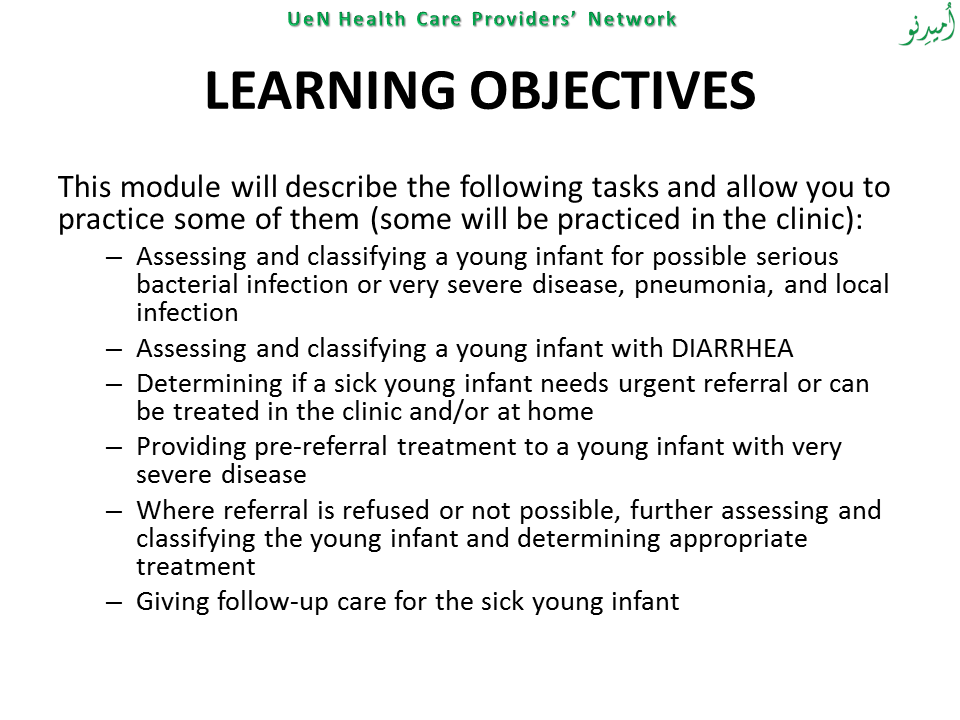 UeN Health Care Providers’ Network
اُمیدِنو
LEARNING OBJECTIVES
This module will describe the following tasks and allow you to
practice some of them (some will be practiced in the clinic):
– Assessing and classifying a young infant for possible serious
bacterial infection or very severe disease, pneumonia, and local
infection
– Assessing and classifying a young infant with DIARRHEA
– Determining if a sick young infant needs urgent referral or can
be treated in the clinic and/or at home
– Providing pre-referral treatment to a young infant with very
severe disease
– Where referral is refused or not possible, further assessing and
classifying the young infant and determining appropriate
treatment
– Giving follow-up care for the sick young infant